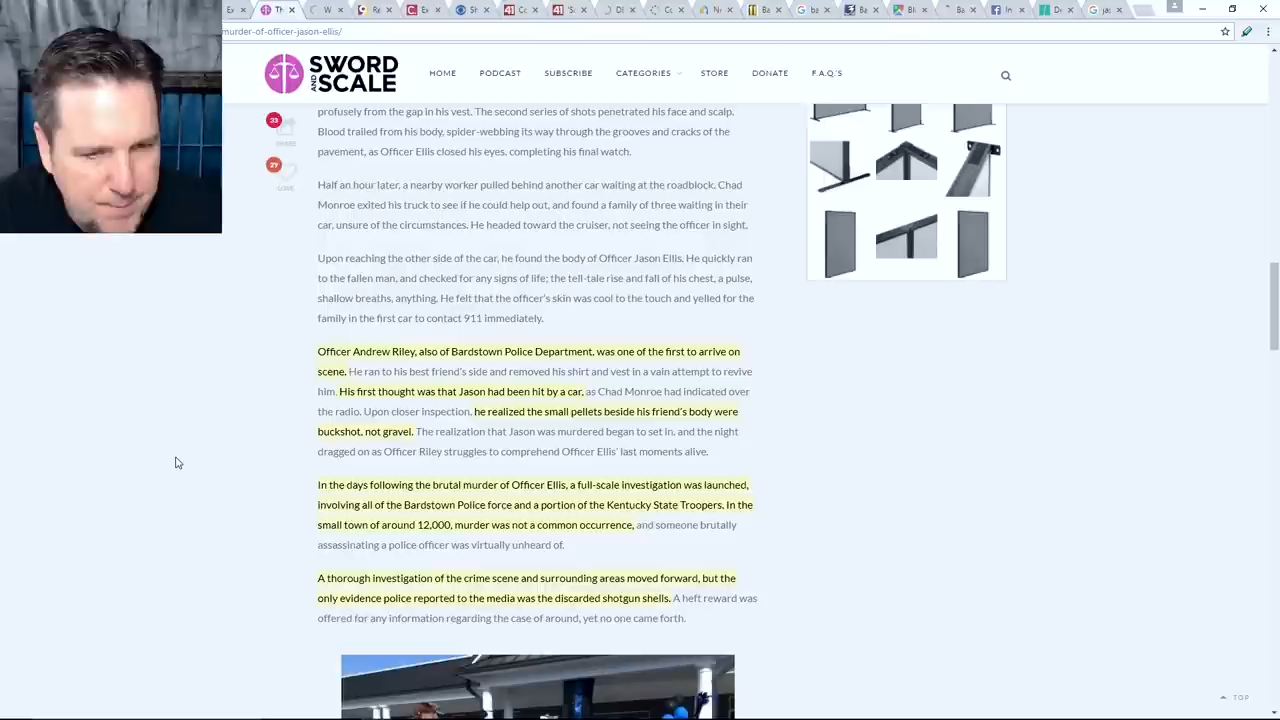 Ex
Th
murder-of-officer-jason-ellis/
SWORD AND SCALE
HOME PODCAST SUBSCRIBE CATEGORIES STORE DONATE F.A.Q.'S
33
SHARE
29
LOVE
profusely from the gap in his vest. The second series of shots penetrated his face and scalp.
Blood trailed from his body, spider-webbing its way through the grooves and cracks of the
pavement, as Officer Ellis closed his eyes, completing his final watch.
Half an hour later, a nearby worker pulled behind another car waiting at the roadblock. Chad
Monroe exited his truck to see if he could help out, and found a family of three waiting in their
car, unsure of the circumstances. He headed toward the cruiser, not seeing the officer in sight.
Upon reaching the other side of the car, he found the body of Officer Jason Ellis. He quickly ran
to the fallen man, and checked for any signs of life; the tell-tale rise and fall of his chest, a pulse,
shallow breaths, anything. He felt that the officer's skin was cool to the touch and yelled for the
family in the first car to contact 911 immediately.
Officer Andrew Riley, also of Bardstown Police Department, was one of the first to arrive on
scene. He ran to his best friend's side and removed his shirt and vest in a vain attempt to revive
him. His first thought was that Jason had been hit by a car, as Chad Monroe had indicated over
the radio. Upon closer inspection, he realized the small pellets beside his friend's body were
buckshot, not gravel. The realization that Jason was murdered began to set in, and the night
dragged on as Officer Riley struggles to comprehend Officer Ellis' last moments alive.
In the days following the brutal murder of Officer Ellis, a full-scale investigation was launched,
involving all of the Bardstown Police force and a portion of the Kentucky State Troopers. In the
small town of around 12,000, murder was not a common occurrence, and someone brutally
assassinating a police officer was virtually unheard of.
A thorough investigation of the crime scene and surrounding areas moved forward, but the
only evidence police reported to the media was the discarded shotgun shells. A heft reward was
offered for any information regarding the case of around, yet no one came forth.
TOP